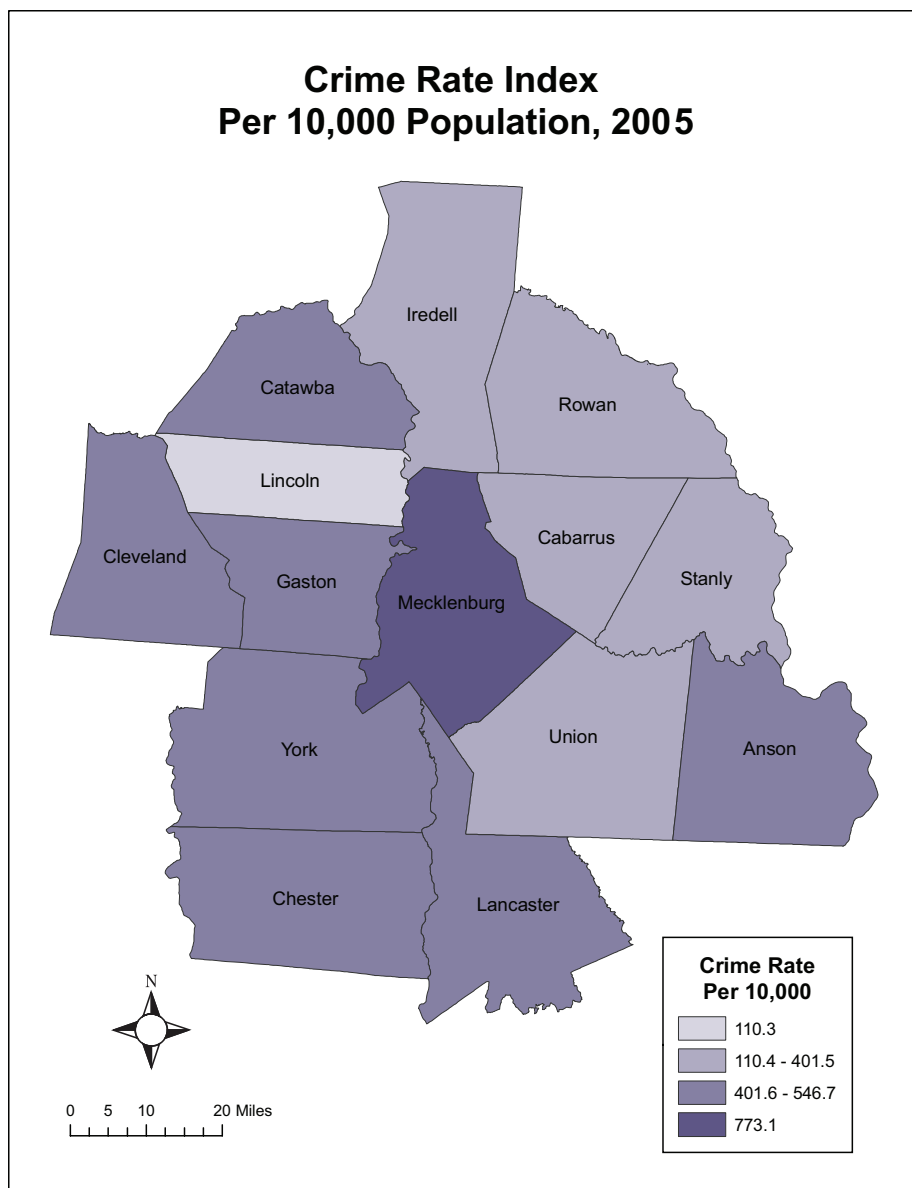 Crime Rate Index
Per 10,000 Population, 2005
Iredell
Catawba
Rowan
Lincoln
Cabarrus
Cleveland
Gaston
Stanly
Mecklenburg
Union
York
Anson
Chester
Lancaster
N
0 5 10 20 Miles
Crime Rate
Per 10,000
110.3
110.4 - 401.5
401.6 - 546.7
773.1